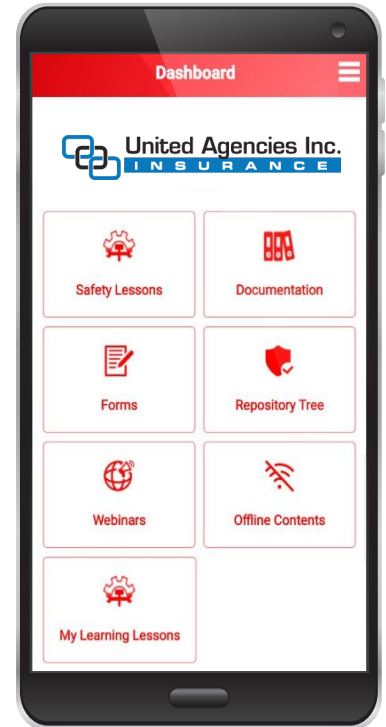 Dashboard
United Agencies Inc.
INSURANCE
Safety Lessons
Documentation
Forms
Repository Tree
Webinars
Offline Contents
My Learning Lessons